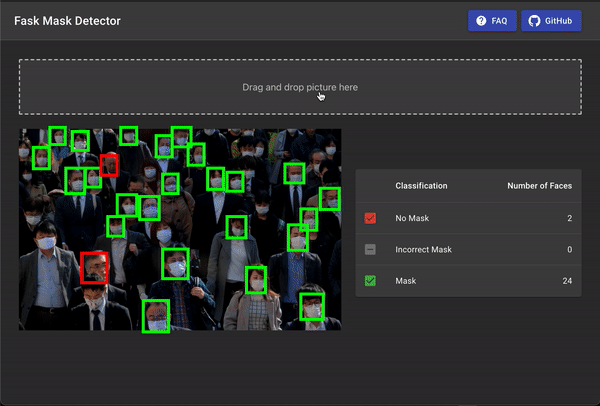 Fask Mask Detector
FAQ
GitHub
Drag and drop picture here
Classification Number of Faces
No Mask 2
Incorrect Mask 0
Mask 24